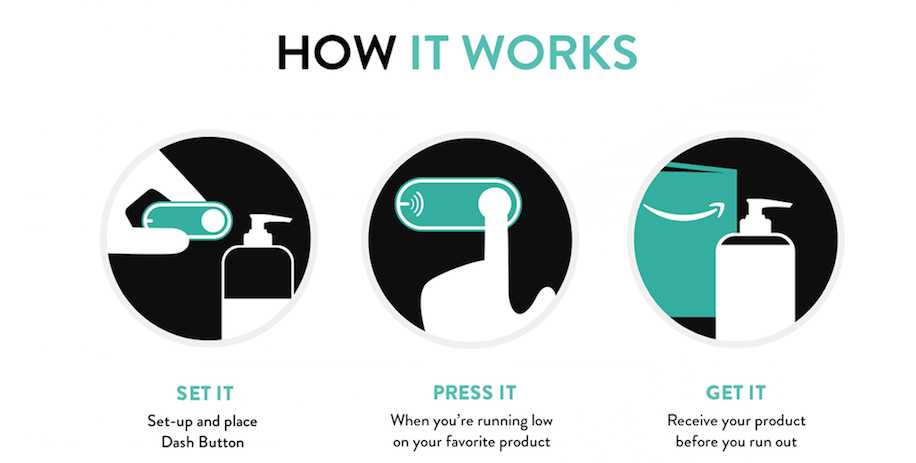 HOW IT WORKS
SET IT
Set-up and place
Dash Button
PRESS IT
When you're running low
on your favorite product
GET IT
Receive your product
before you run out